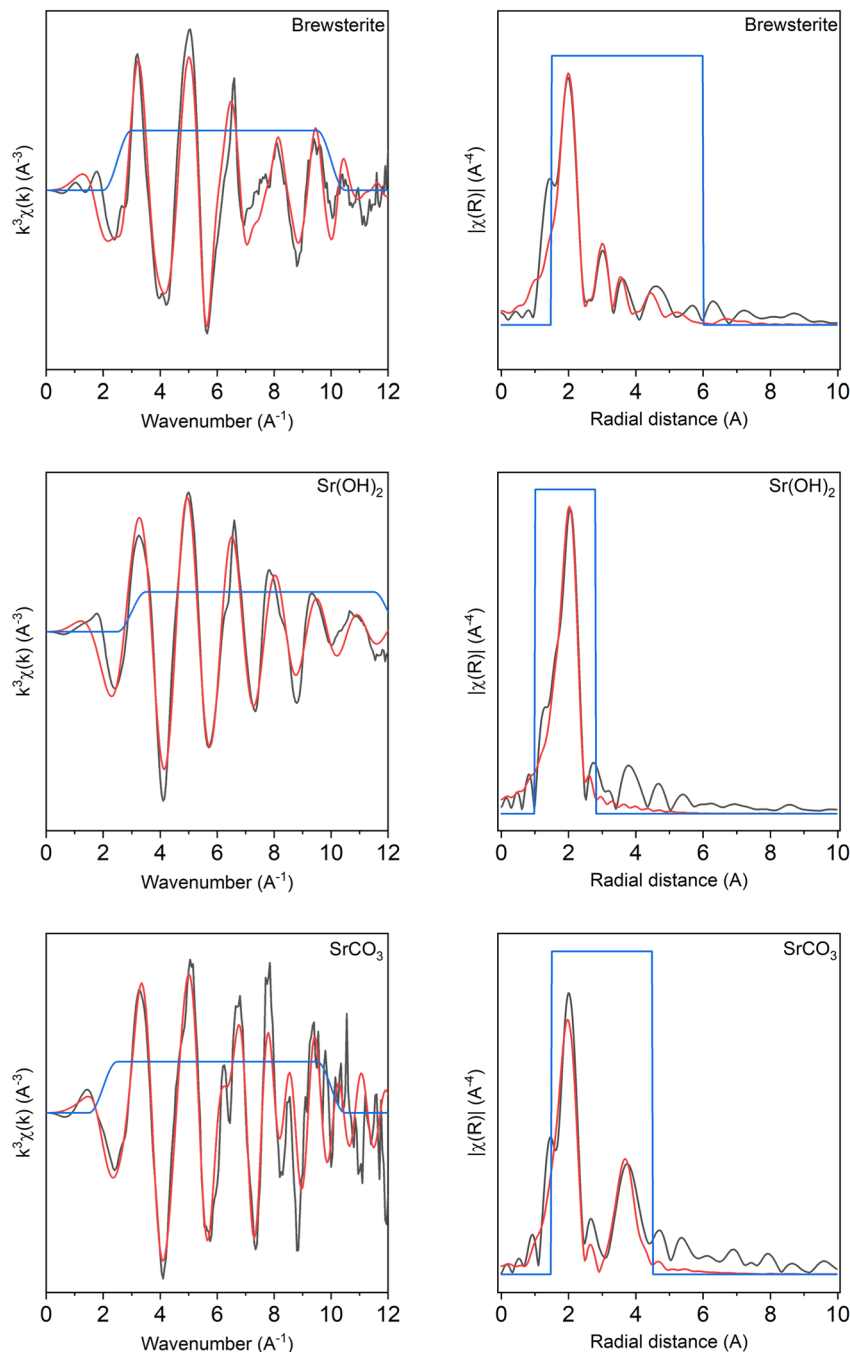 Brewsterite
k³χ(k) (A⁻³)
0 2 4 6 8 10 12
Wavenumber (A⁻¹)
Brewsterite
|χ(R)| (A⁻⁴)
0 2 4 6 8 10
Radial distance (A)
Sr(OH)₂
k³χ(k) (A⁻³)
0 2 4 6 8 10 12
Wavenumber (A⁻¹)
Sr(OH)₂
|χ(R)| (A⁻⁴)
0 2 4 6 8 10
Radial distance (A)
SrCO₃
k³χ(k) (A⁻³)
0 2 4 6 8 10 12
Wavenumber (A⁻¹)
SrCO₃
|χ(R)| (A⁻⁴)
0 2 4 6 8 10
Radial distance (A)